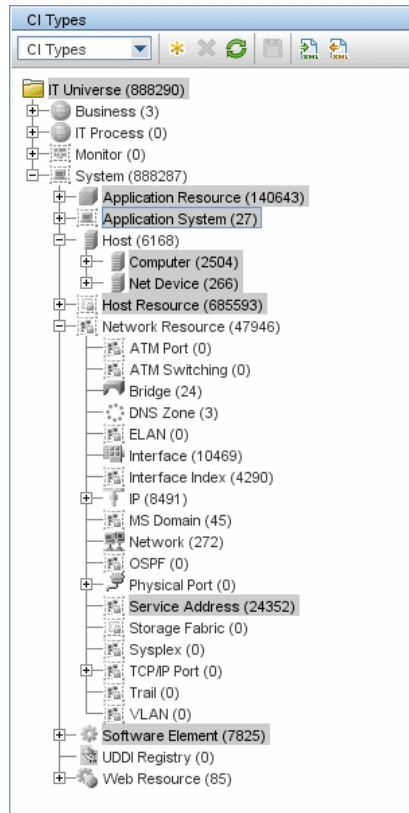 CI Types
CI Types
XML XML
IT Universe (888290)
Business (3)
IT Process (0)
Monitor (0)
System (888287)
Application Resource (140643)
Application System (27)
Host (6168)
Computer (2504)
Net Device (266)
Host Resource (685593)
Network Resource (47946)
ATM Port (0)
ATM Switching (0)
Bridge (24)
DNS Zone (3)
ELAN (0)
Interface (10469)
Interface Index (4290)
IP (8491)
MS Domain (45)
Network (272)
OSPF (0)
Physical Port (0)
Service Address (24352)
Storage Fabric (0)
Sysplex (0)
TCP/IP Port (0)
Trail (0)
VLAN (0)
Software Element (7825)
UDDI Registry (0)
Web Resource (85)